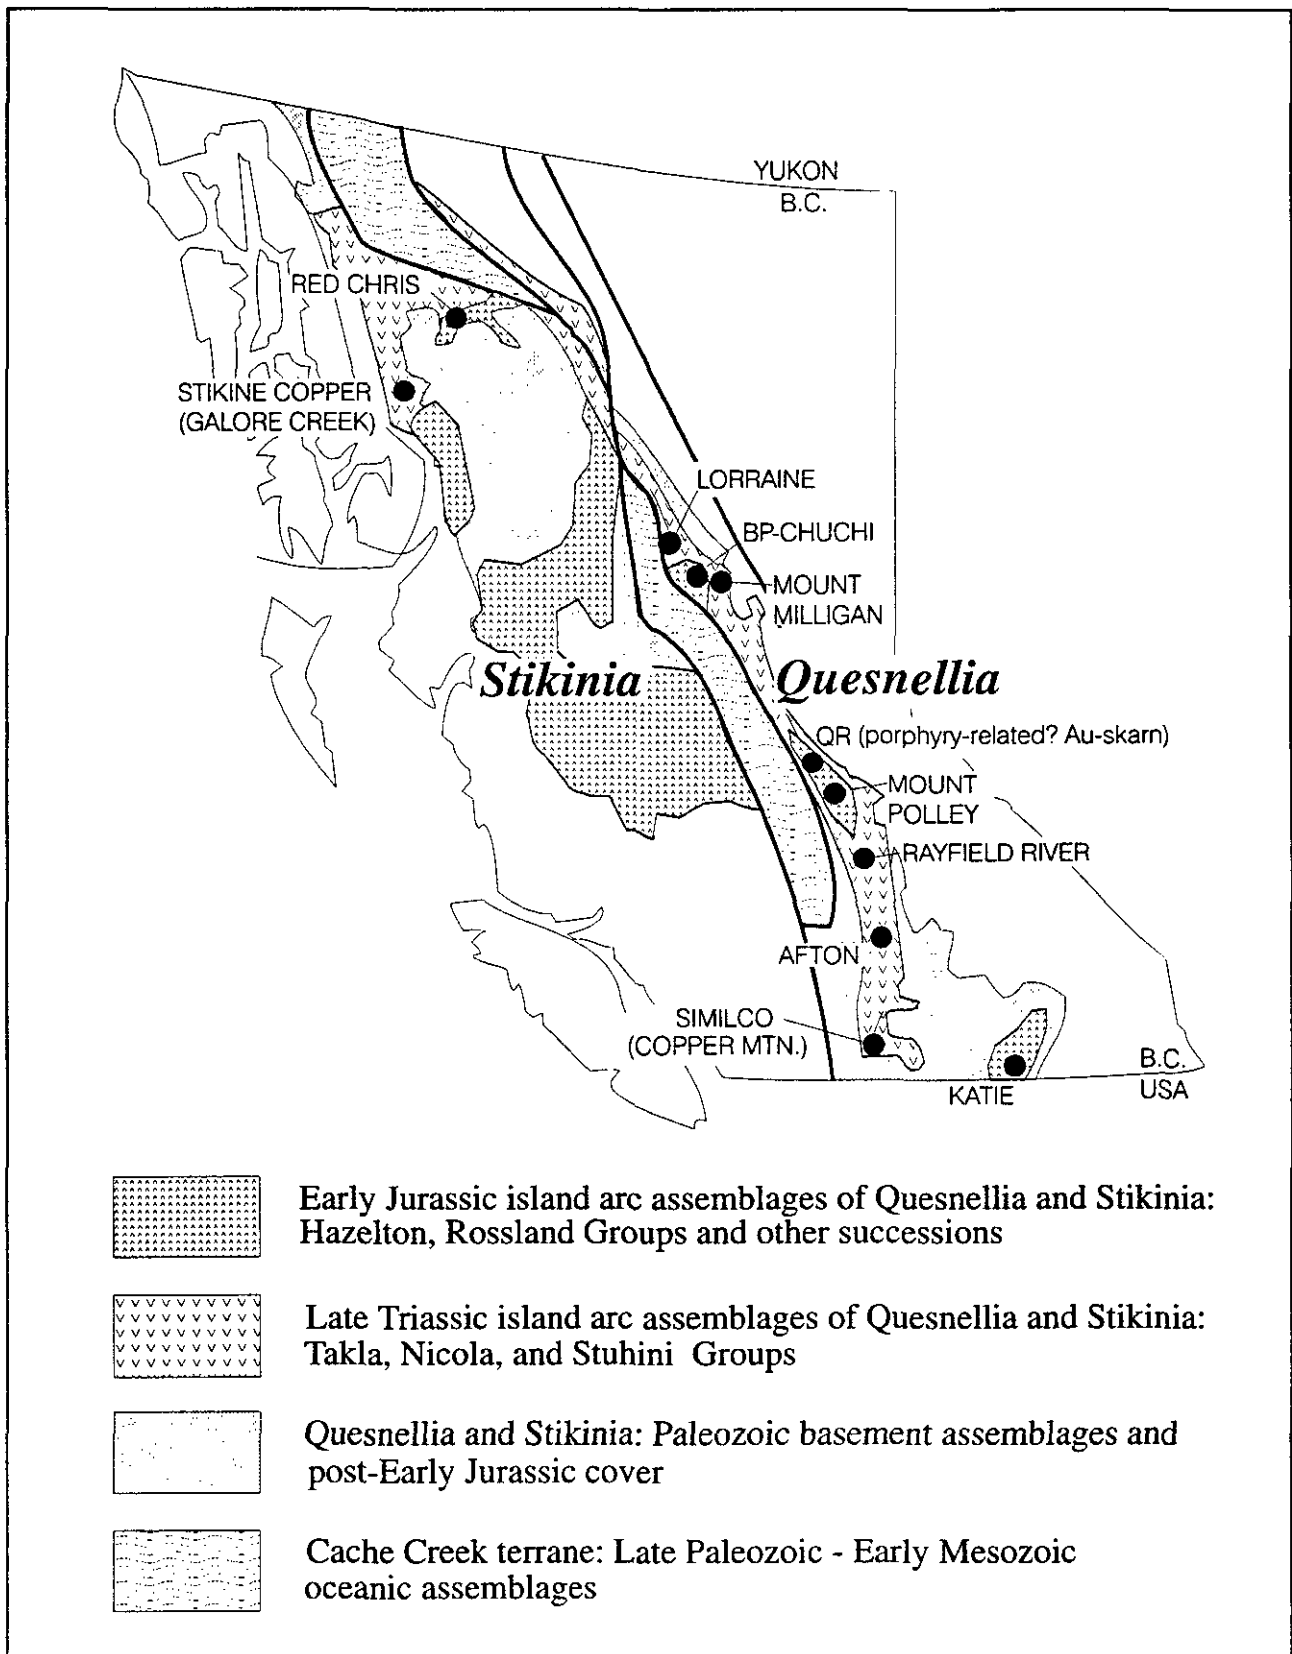 YUKON
B.C.
RED CHRIS
STIKINE COPPER
(GALORE CREEK)
LORRAINE
BP-CHUCHI
MOUNT
MILLIGAN
Stikinia
Quesnellia
QR (porphyry-related? Au-skarn)
MOUNT
POLLEY
RAYFIELD RIVER
AFTON
SIMILCO
(COPPER MTN.)
B.C.
USA
KATIE
Early Jurassic island arc assemblages of Quesnellia and Stikinia:
Hazelton, Rossland Groups and other successions
Late Triassic island arc assemblages of Quesnellia and Stikinia:
Takla, Nicola, and Stuhini Groups
Quesnellia and Stikinia: Paleozoic basement assemblages and
post-Early Jurassic cover
Cache Creek terrane: Late Paleozoic - Early Mesozoic
oceanic assemblages